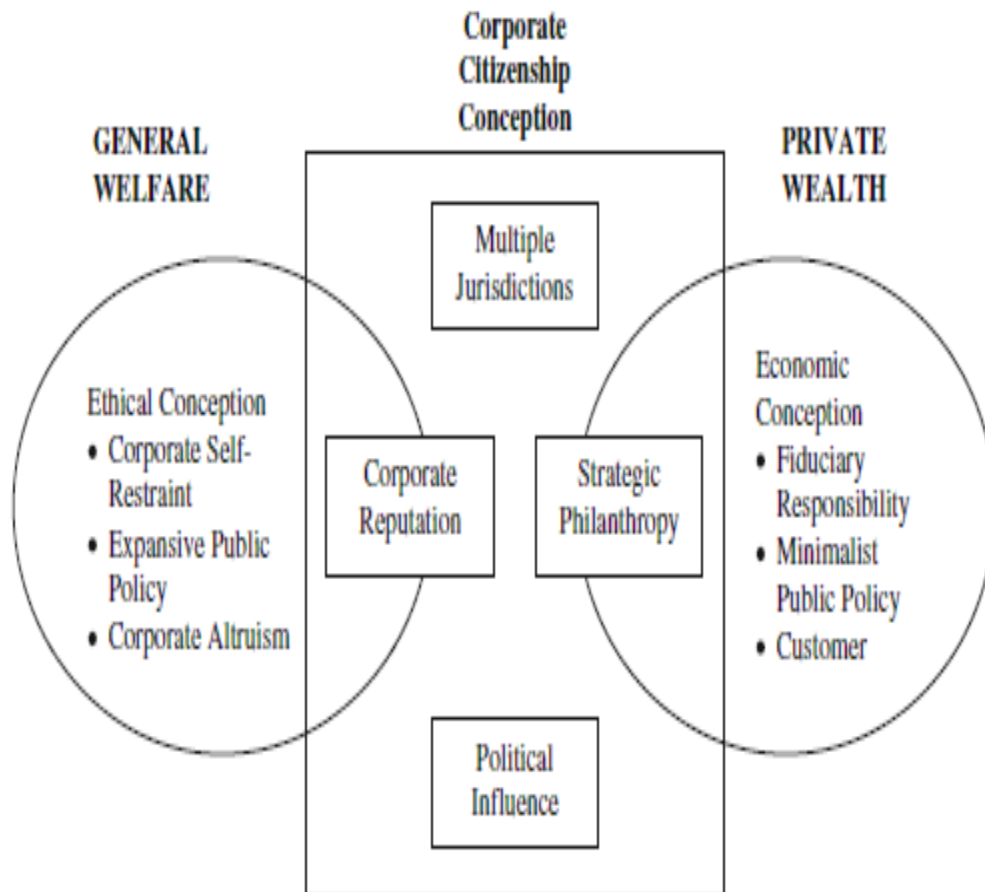 Corporate
Citizenship
Conception
GENERAL
WELFARE
PRIVATE
WEALTH
Multiple
Jurisdictions
Ethical Conception
• Corporate Self-
Restraint
• Expansive Public
Policy
• Corporate Altruism
Corporate
Reputation
Strategic
Philanthropy
Economic
Conception
• Fiduciary
Responsibility
• Minimalist
Public Policy
• Customer
Political
Influence